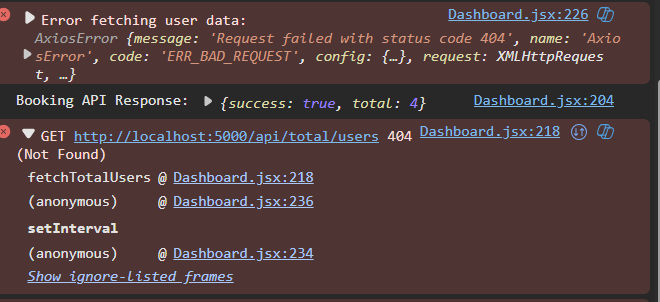 Error fetching user data: Dashboard.jsx:226
AxiosError {message: 'Request failed with status code 404', name: 'Axio
sError', code: 'ERR_BAD_REQUEST', config: {…}, request: XMLHttpReques
t, …}
Booking API Response: {success: true, total: 4} Dashboard.jsx:204
GET http://localhost:5000/api/total/users 404 Dashboard.jsx:218
(Not Found)
fetchTotalUsers @ Dashboard.jsx:218
(anonymous) @ Dashboard.jsx:236
setInterval
(anonymous) @ Dashboard.jsx:234
Show ignore-listed frames